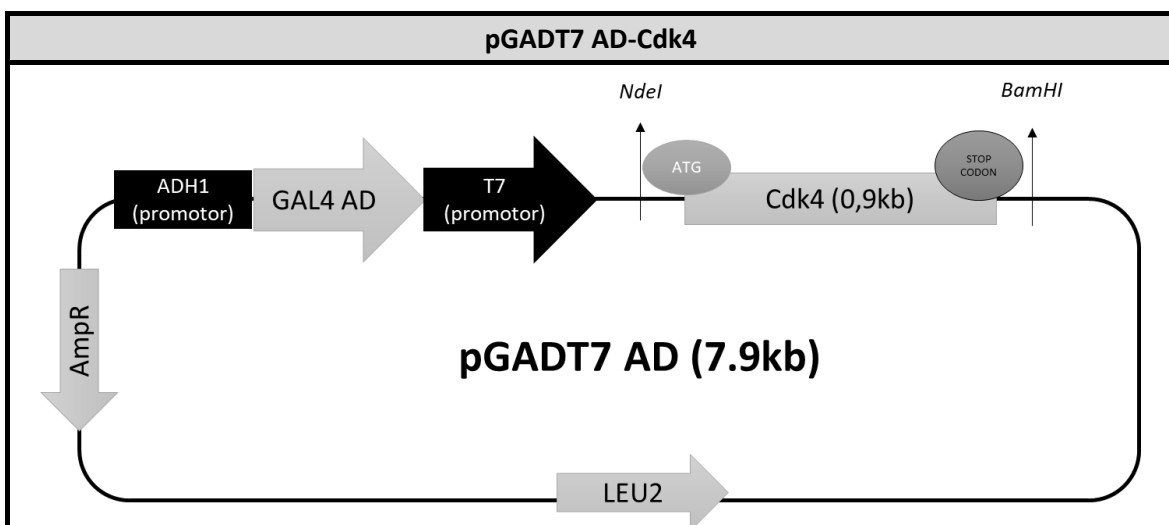 pGADT7 AD-Cdk4
NdeI
BamHI
ADH1
(promotor)
GAL4 AD
T7
(promotor)
ATG
Cdk4 (0,9kb)
STOP
CODON
AmpR
pGADT7 AD (7.9kb)
LEU2